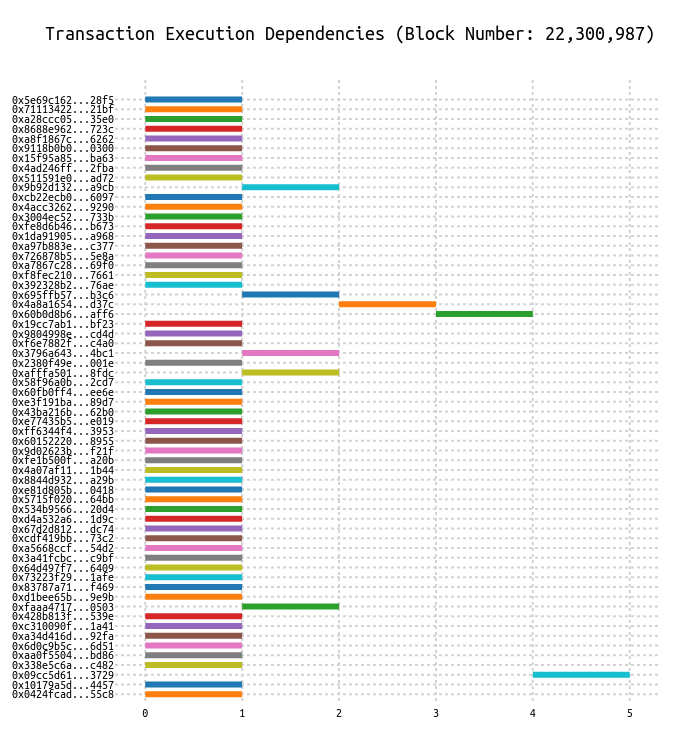 Transaction Execution Dependencies (Block Number: 22,300,987)
0x5e69c162...28f5
0x71113422...21bf
0xa28ccc05...35e0
0x8688e962...723c
0xa8f1867c...6262
0x9118b0b0...0300
0x15f95a85...ba63
0x4ad246ff...2fba
0x511591e0...ad72
0x9b92d132...a9cb
0xcb22ecb0...6097
0x4acc3262...9290
0x3004ec52...733b
0xfe8d6b46...b673
0x1da91905...a968
0xa97b883e...c377
0x726878b5...5e8a
0xa7867c28...69f0
0xf8fec210...7661
0x392328b2...76ae
0x695ffb57...b3c6
0x4a8a1654...d37c
0x60b0d8b6...aff6
0x19cc7ab1...bf23
0x9804998e...cd4d
0xf6e7882f...c4a0
0x3796a643...4bc1
0x2380f49e...001e
0xafffa501...8fdc
0x58f96a0b...2cd7
0x60fb0ff4...ee6e
0xe3f191ba...89d7
0x43ba216b...62b0
0xe77435b5...e019
0xff6344f4...3953
0x60152220...8955
0x9d02623b...f21f
0xfe1b500f...a20b
0x4a07af11...1b44
0x8844d932...a29b
0xe81d805b...0418
0x5715f020...64bb
0x534b9566...20d4
0xd4a532a6...1d9c
0x67d2d812...dc74
0xcdf419bb...73c2
0xa5668ccf...54d2
0x3a41fcbc...c9bf
0x64d497f7...6409
0x73223f29...1afe
0x83787a71...f469
0xd1bee65b...9e9b
0xfaaa4717...0503
0x428b813f...539e
0xc310090f...1a41
0xa34d416d...92fa
0x6d0c9b5c...6d51
0xaa0f5504...bd86
0x338e5c6a...c482
0x09cc5d61...3729
0x10179a5d...4457
0x0424fcad...55c8
0 1 2 3 4 5